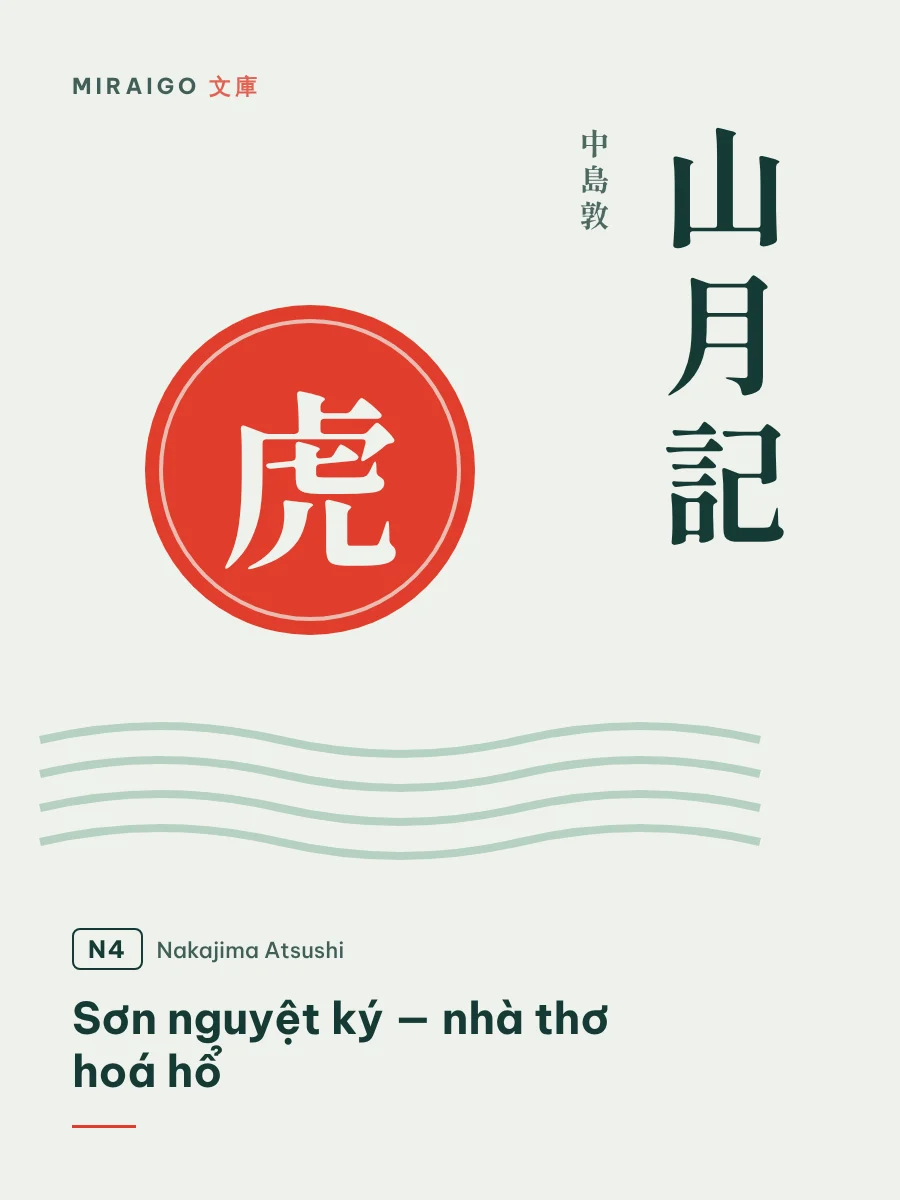 MIRAIGO 文庫
山月記
中島敦
虎
N4 Nakajima Atsushi
Sơn nguyệt ký — nhà thơ
hoá hổ